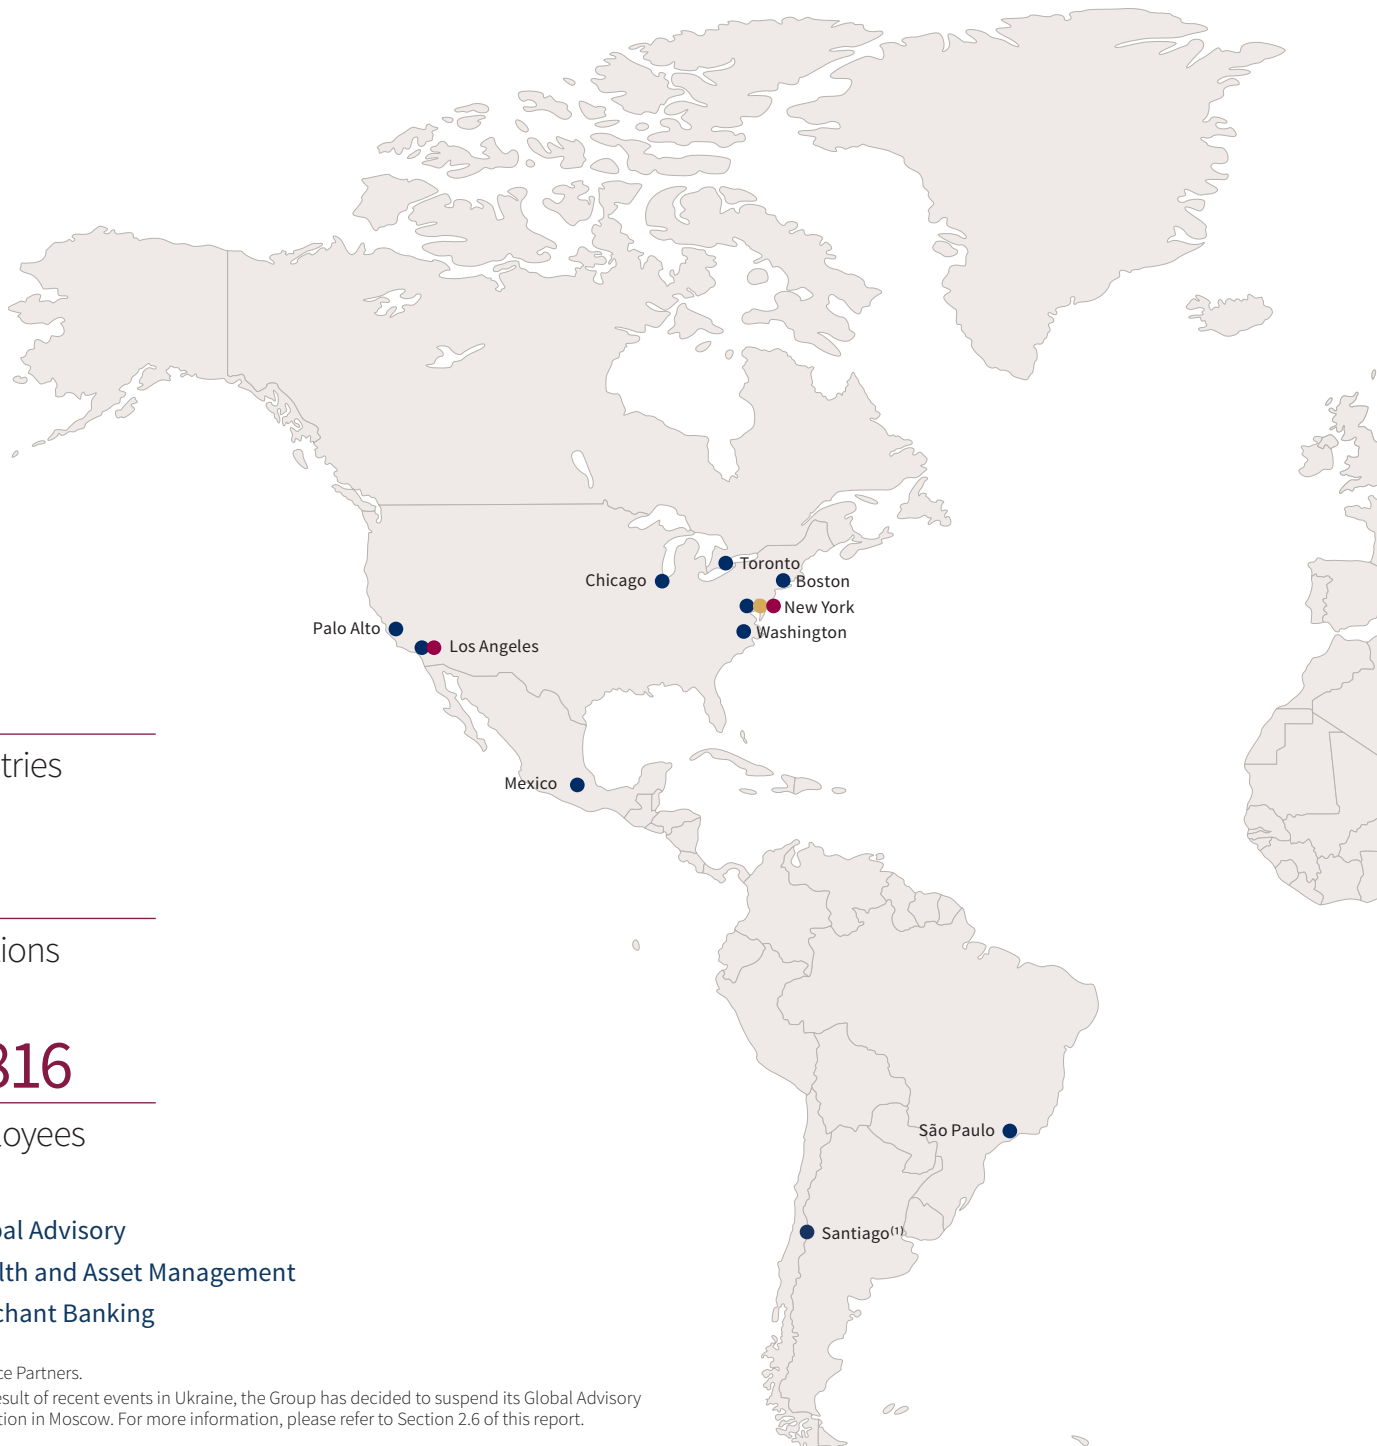 Toronto
Chicago
Boston
New York
Palo Alto
Washington
Los Angeles
tries
Mexico
ions
316
oyees
São Paulo
bal Advisory
Santiago⁽¹⁾
lth and Asset Management
chant Banking
ce Partners.
esult of recent events in Ukraine, the Group has decided to suspend its Global Advisory
tion in Moscow. For more information, please refer to Section 2.6 of this report.